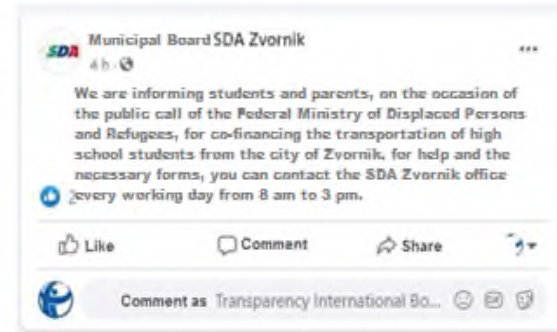 SDA Municipal Board SDA Zvornik
4 h
We are informing students and parents, on the occasion of
the public call of the Federal Ministry of Displaced Persons
and Refugees, for co-financing the transportation of high
school students from the city of Zvornik, for help and the
necessary forms, you can contact the SDA Zvornik office
every working day from 8 am to 3 pm.
Like Comment Share
Comment as Transparency International Bo... GIF